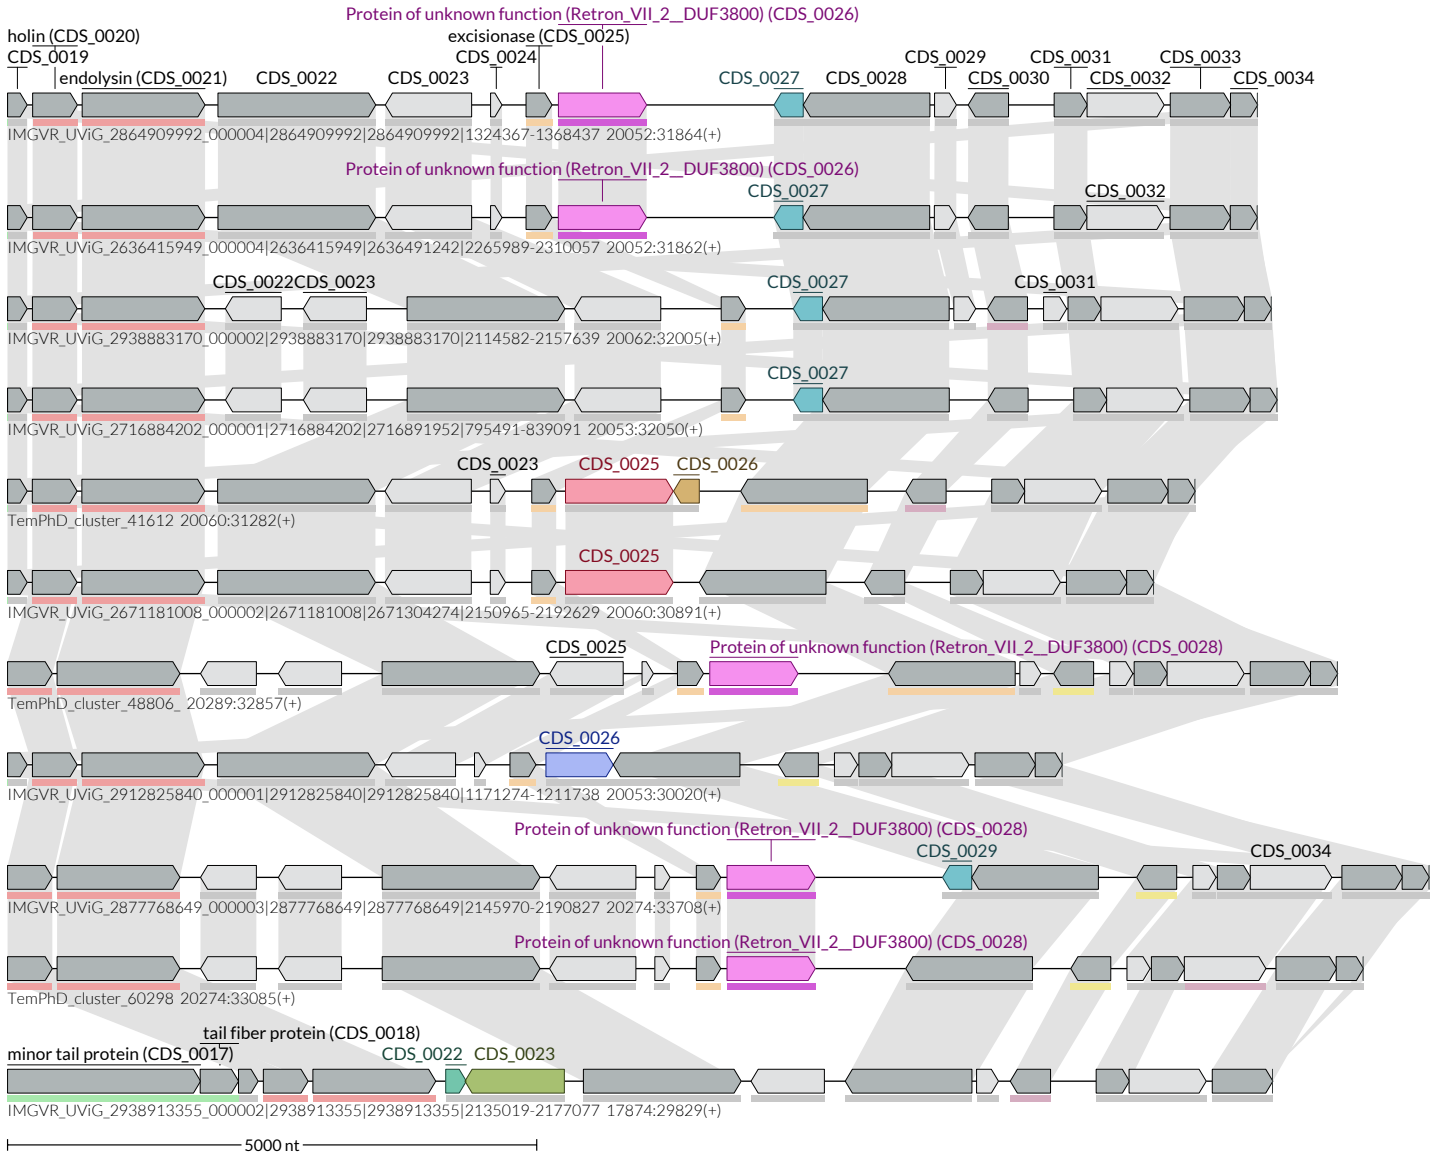 Protein of unknown function (Retron_VII_2__DUF3800) (CDS_0026)
holin (CDS_0020) excisionase (CDS_0025)
CDS_0019 CDS_0024 CDS_0029 CDS_0031 CDS_0033
endolysin (CDS_0021) CDS_0022 CDS_0023 CDS_0027 CDS_0028 CDS_0030 CDS_0032 CDS_0034
IMGVR_UViG_2864909992_000004|2864909992|2864909992|1324367-1368437 20052:31864(+)
Protein of unknown function (Retron_VII_2__DUF3800) (CDS_0026)
CDS_0027 CDS_0032
IMGVR_UViG_2636415949_000004|2636415949|2636491242|2265989-2310057 20052:31862(+)
CDS_0022 CDS_0023 CDS_0027 CDS_0031
IMGVR_UViG_2938883170_000002|2938883170|2938883170|2114582-2157639 20062:32005(+)
CDS_0027
IMGVR_UViG_2716884202_000001|2716884202|2716891952|795491-839091 20053:32050(+)
CDS_0023 CDS_0025 CDS_0026
TemPhD_cluster_41612 20060:31282(+)
CDS_0025
IMGVR_UViG_2671181008_000002|2671181008|2671304274|2150965-2192629 20060:30891(+)
CDS_0025 Protein of unknown function (Retron_VII_2__DUF3800) (CDS_0028)
TemPhD_cluster_48806_ 20289:32857(+)
CDS_0026
IMGVR_UViG_2912825840_000001|2912825840|2912825840|1171274-1211738 20053:30020(+)
Protein of unknown function (Retron_VII_2__DUF3800) (CDS_0028)
CDS_0029 CDS_0034
IMGVR_UViG_2877768649_000003|2877768649|2877768649|2145970-2190827 20274:33708(+)
Protein of unknown function (Retron_VII_2__DUF3800) (CDS_0028)
TemPhD_cluster_60298 20274:33085(+)
tail fiber protein (CDS_0018)
minor tail protein (CDS_0017) CDS_0022 CDS_0023
IMGVR_UViG_2938913355_000002|2938913355|2938913355|2135019-2177077 17874:29829(+)
5000 nt